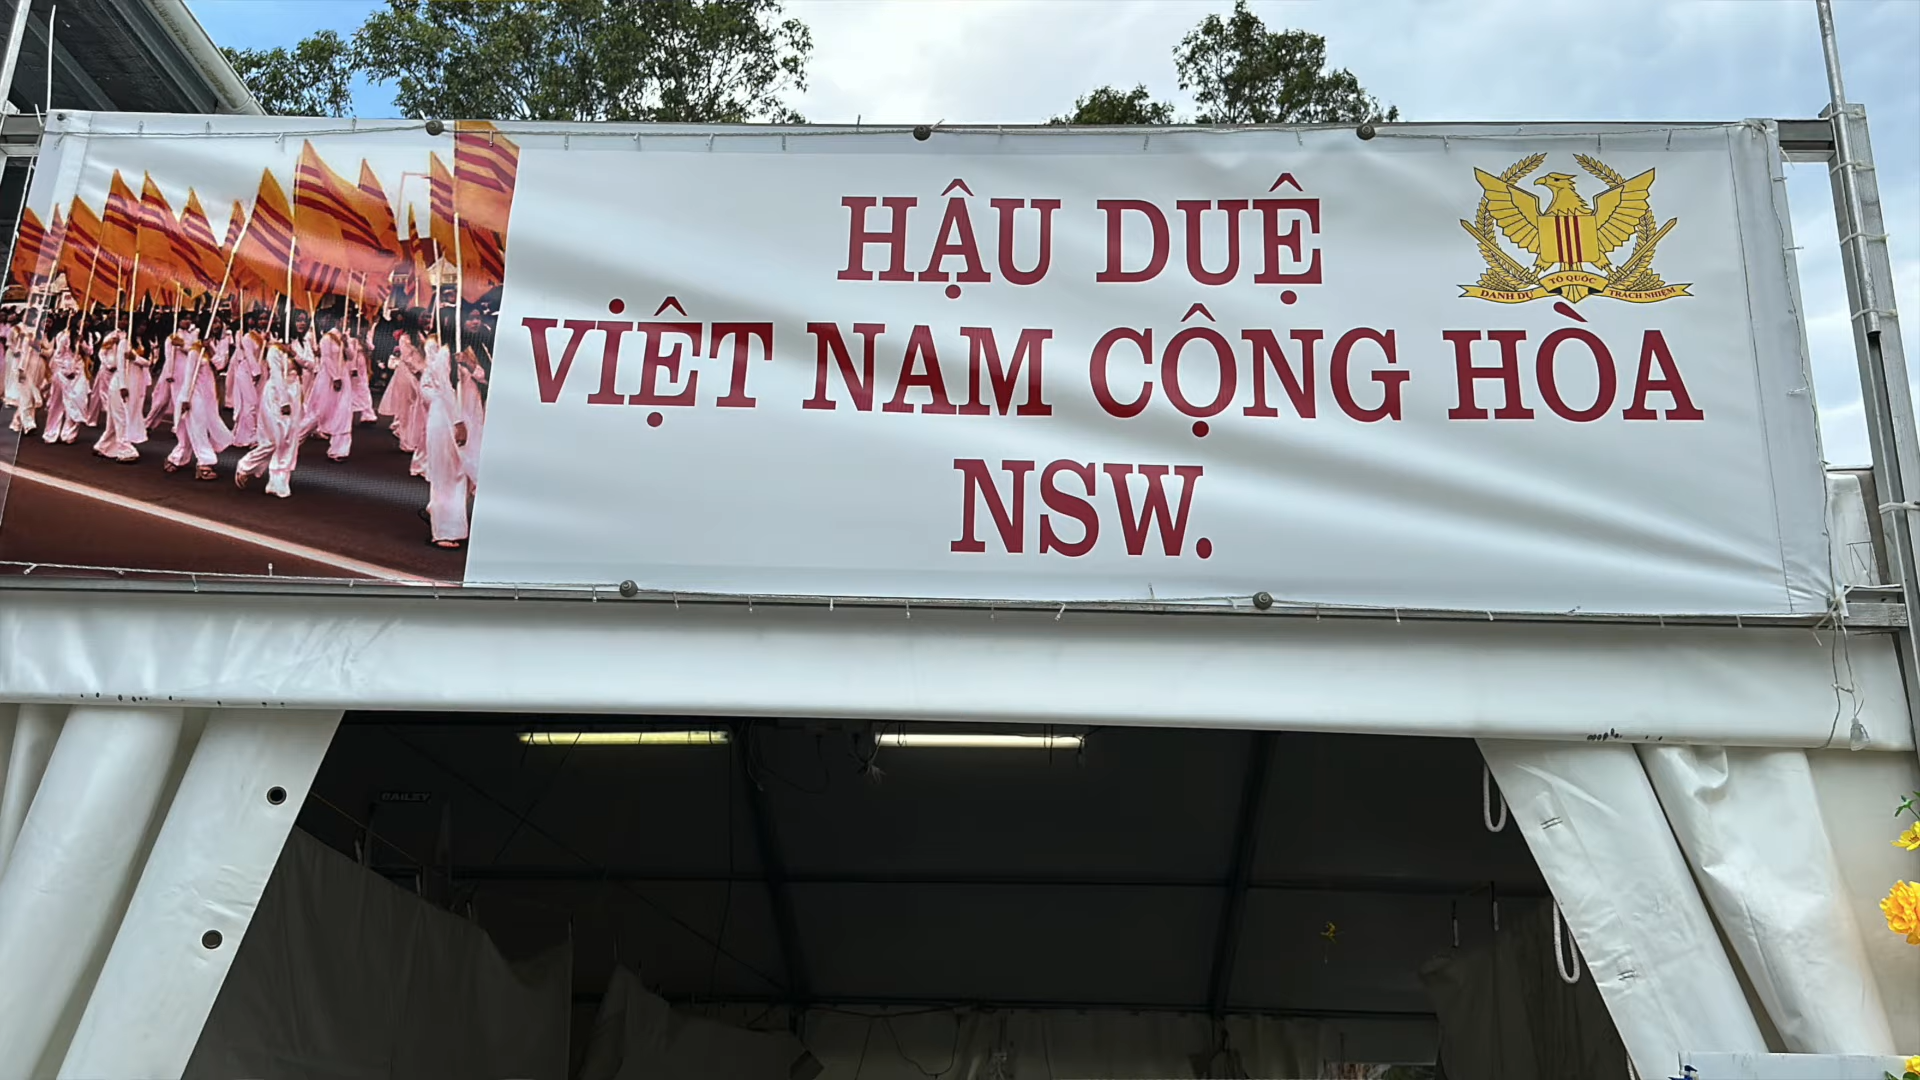 HẬU DUỆ
VIỆT NAM CỘNG HÒA
NSW.
TỔ QUỐC
DANH DỰ TRÁCH NHIỆM
BAILEY